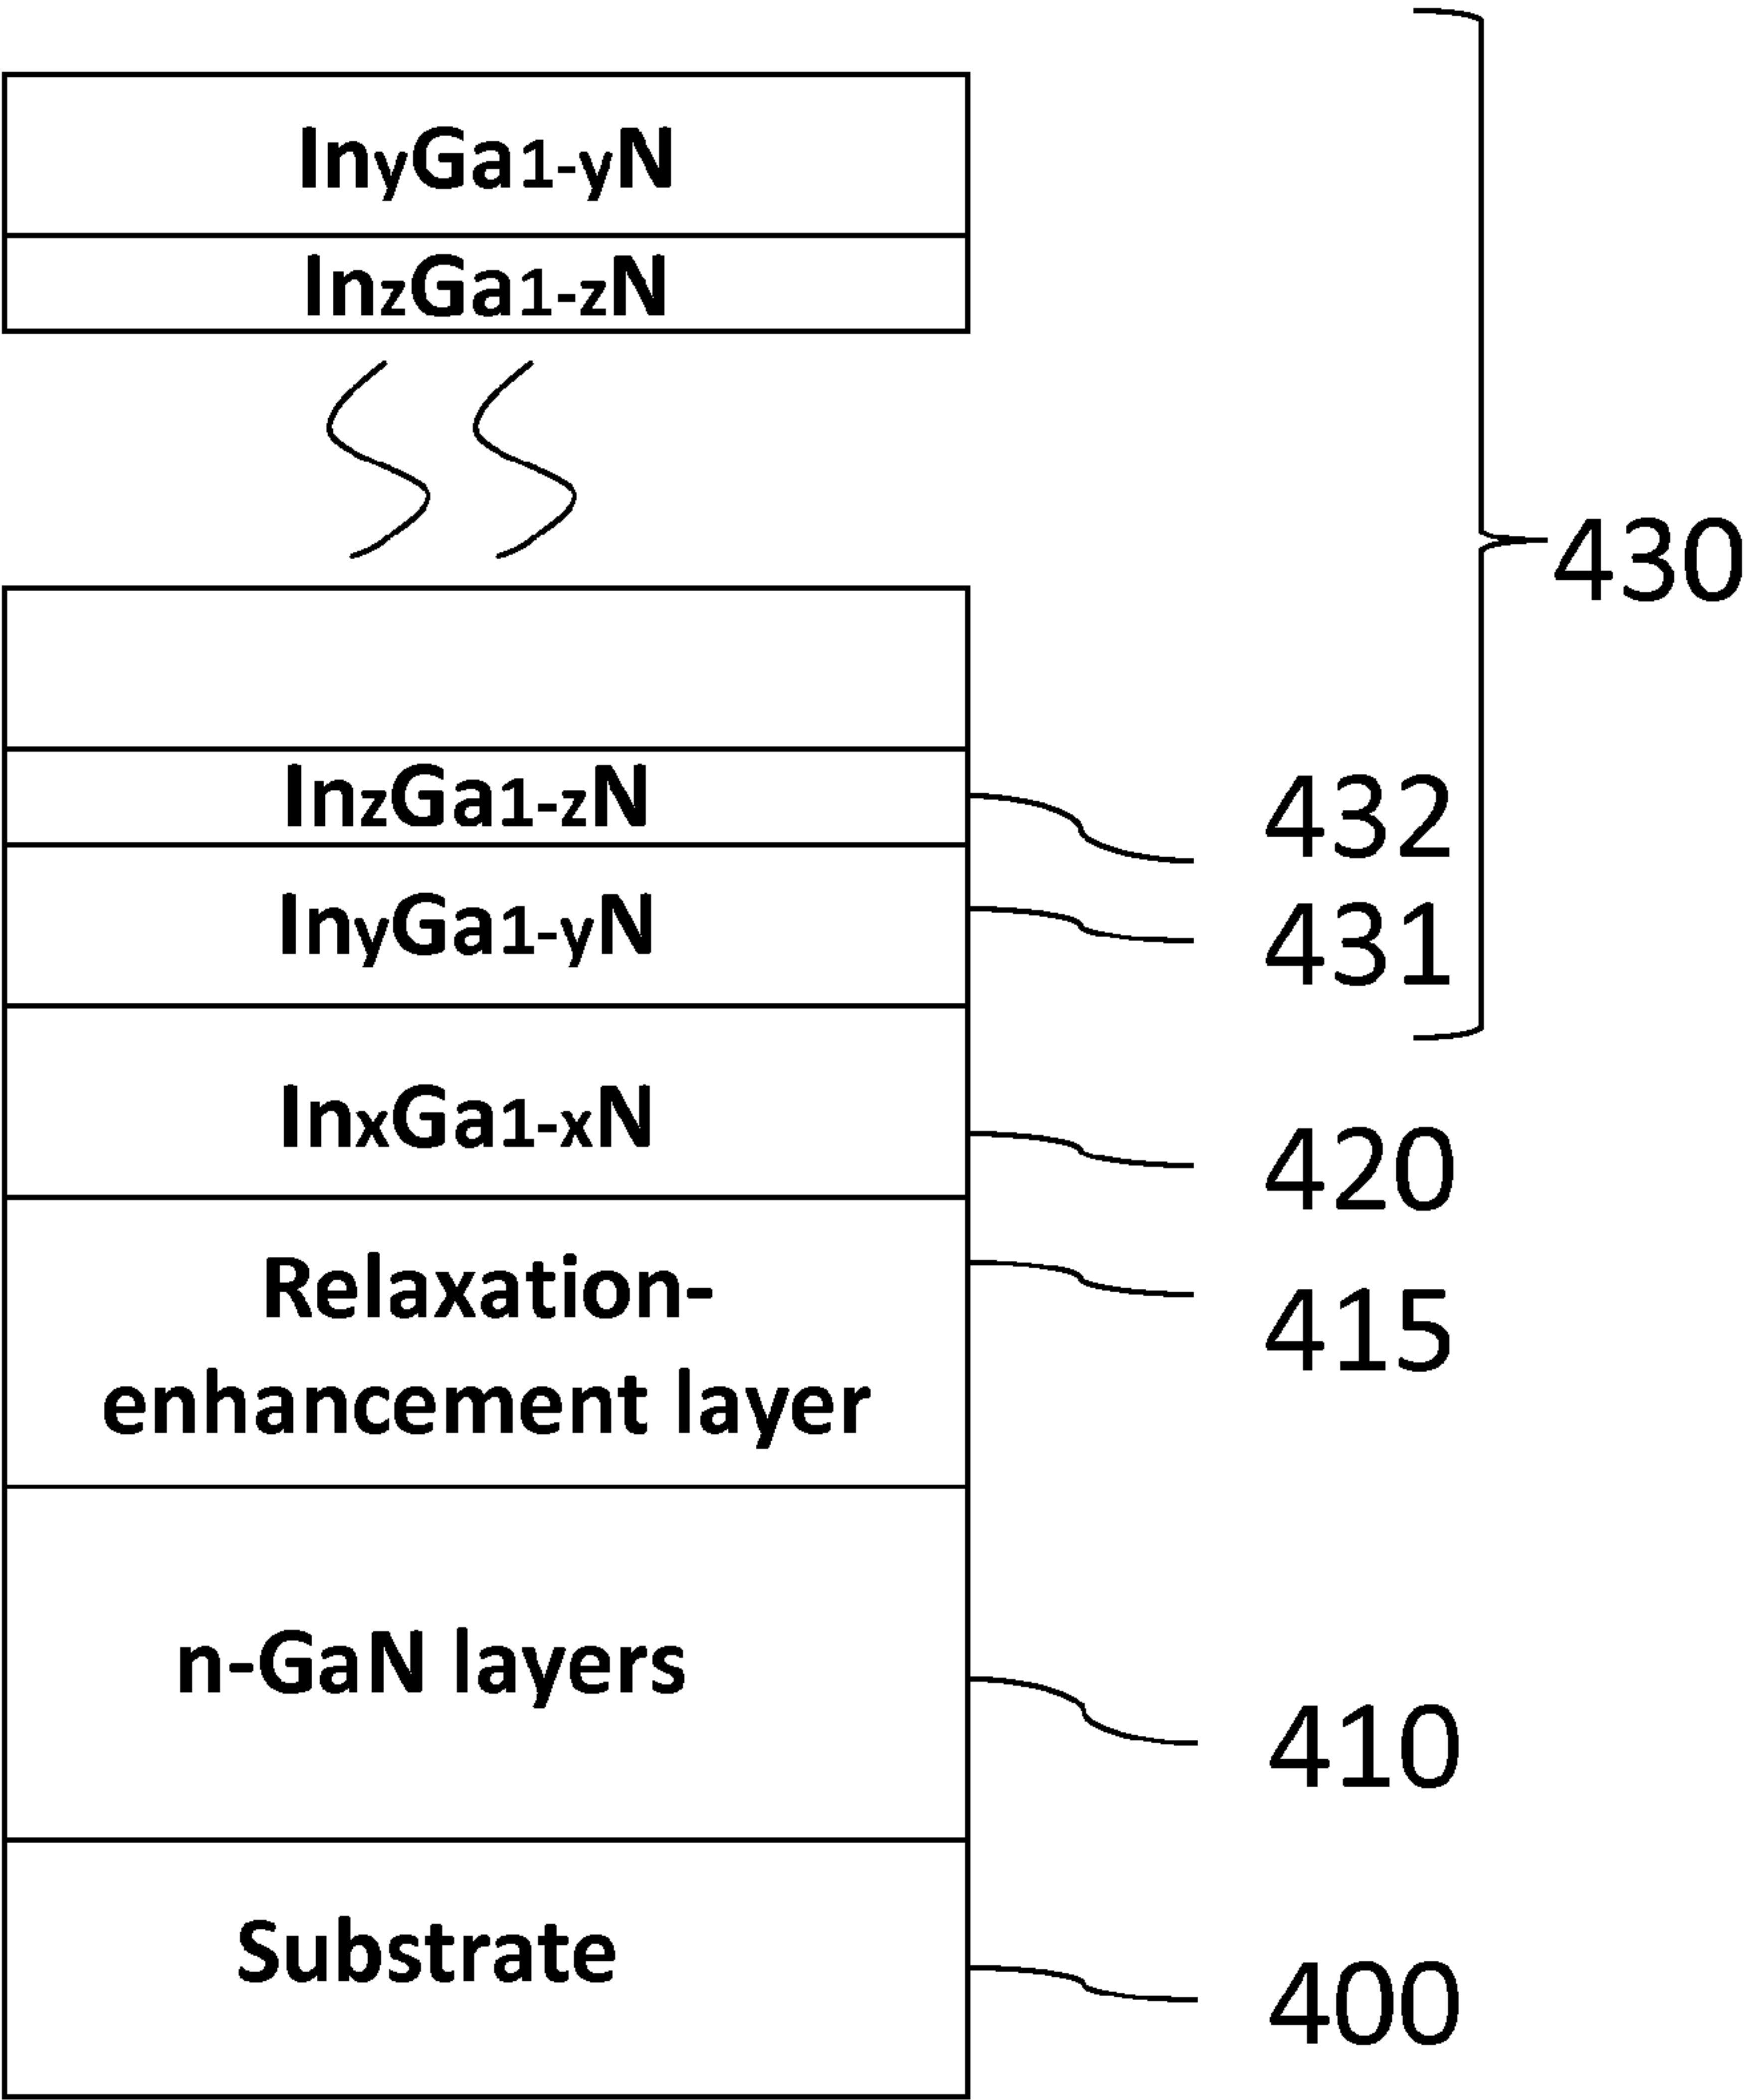 InyGa1-yN
InzGa1-zN
430
InzGa1-zN
432
InyGa1-yN
431
InxGa1-xN
420
Relaxation-
enhancement layer
415
n-GaN layers
410
Substrate
400